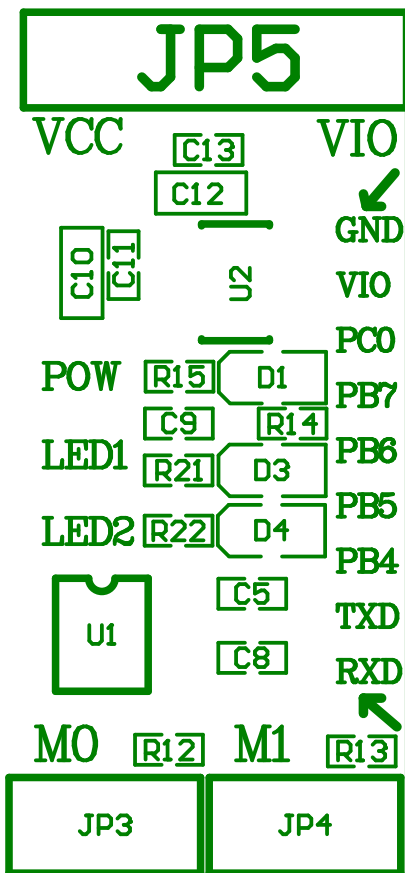 JP5
VCC VIO
C13
C12
GND
C10 C11 U2 VIO
PC0
POW R15 D1
PB7
C9 R14
LED1 R21 D3 PB6
PB5
LED2 R22 D4
PB4
C5
TXD
U1
C8 RXD
M0 R12 M1 R13
JP3 JP4